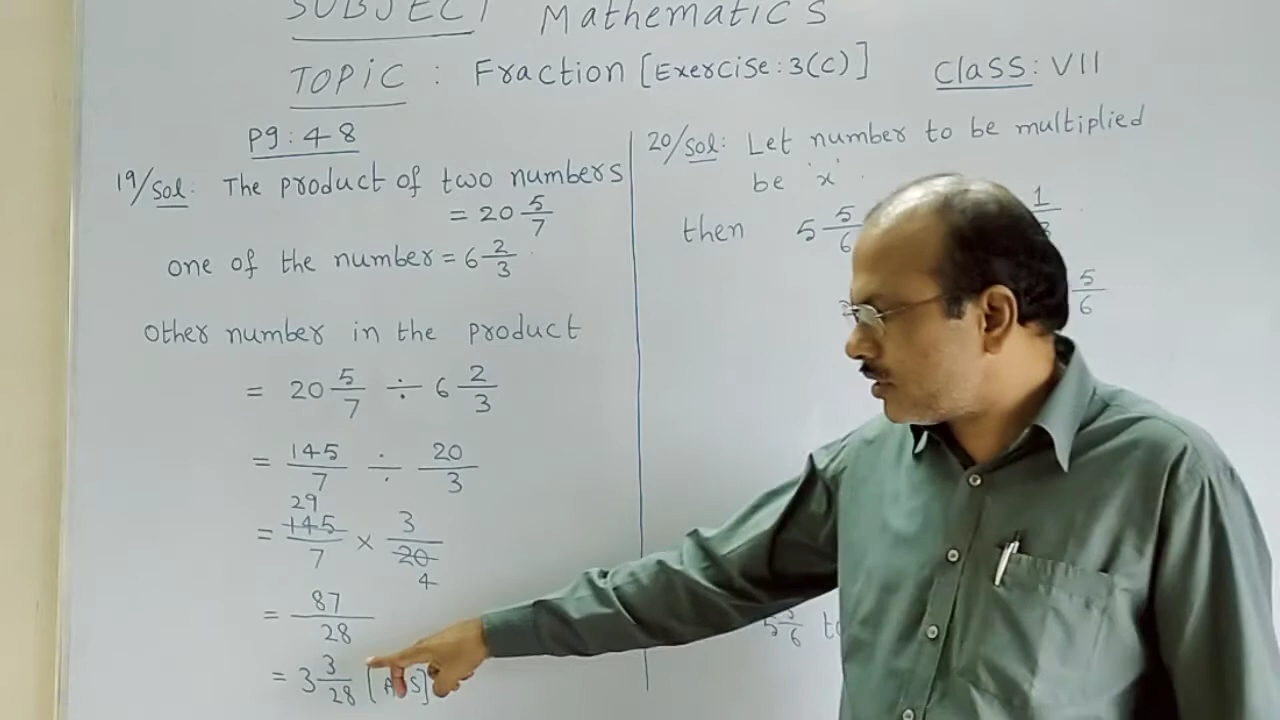 SUBJECT Mathematics
TOPIC : Fraction [Exercise: 3(C)] Class: VII
Pg: 48
19/Sol: The product of two numbers
= 20 5/7
one of the number = 6 2/3
Other number in the product
= 20 5/7 ÷ 6 2/3
= 145/7 ÷ 20/3
29
= 145/7 × 3/20
4
= 87/28
= 3 3/28 [
20/Sol: Let number to be multiplied
be 'x'
then 5 5/6
5/6